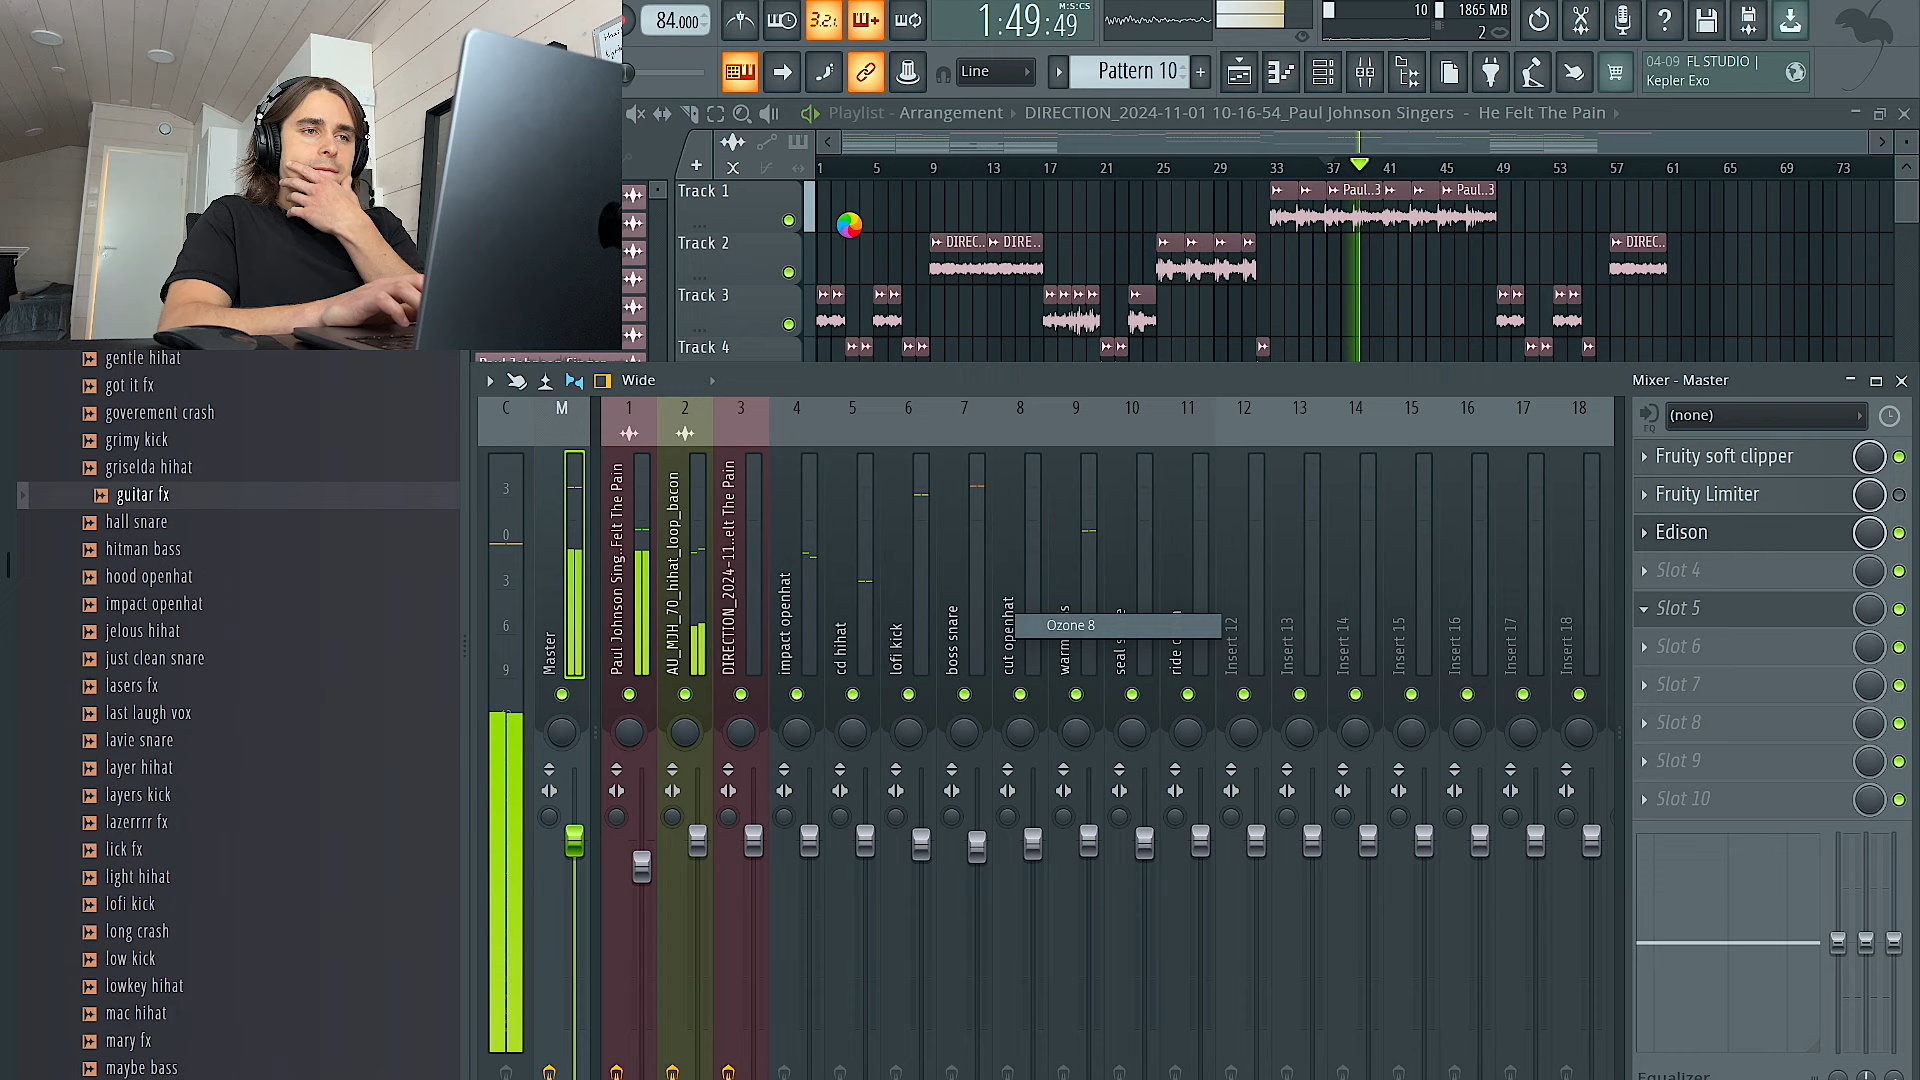 84.000
3.2.
1:49:49
M:S:CS
10
1865 MB
2
Line
Pattern 10
04-09 FL STUDIO |
Kepler Exo
Playlist - Arrangement
DIRECTION_2024-11-01 10-16-54_Paul Johnson Singers - He Felt The Pain
1 5 9 13 17 21 25 29 33 37 41 45 49 53 57 61 65 69 73
Track 1
Paul..3
Paul..3
Track 2
DIREC..
DIRE..
DIREC..
Track 3
Track 4
gentle hihat
got it fx
goverement crash
grimy kick
griselda hihat
guitar fx
hall snare
hitman bass
hood openhat
impact openhat
jelous hihat
just clean snare
lasers fx
last laugh vox
lavie snare
layer hihat
layers kick
lazerrrr fx
lick fx
light hihat
lofi kick
long crash
low kick
lowkey hihat
mac hihat
mary fx
maybe bass
Wide
C M 1 2 3 4 5 6 7 8 9 10 11 12 13 14 15 16 17 18
3
0
3
6
9
Master
Paul Johnson Sing..Felt The Pain
AU_MJH_70_hihat_loop_bacon
DIRECTION_2024-11..elt The Pain
impact openhat
cd hihat
lofi kick
boss snare
cut openhat
Ozone 8
Insert 12
Insert 13
Insert 14
Insert 15
Insert 16
Insert 17
Insert 18
Mixer - Master
(none)
EQ
Fruity soft clipper
Fruity Limiter
Edison
Slot 4
Slot 5
Slot 6
Slot 7
Slot 8
Slot 9
Slot 10
Equalizer